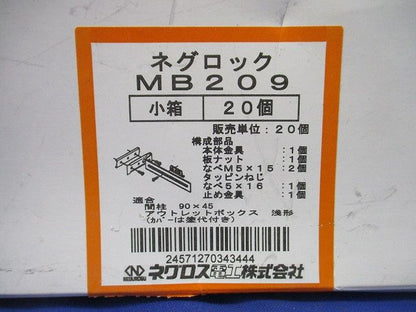 ネグロック
MB209
小箱 20個
販売単位:20個
構成部品
本体金具 :1個
板ナット :1個
なべM5×15 :2個
タッピンねじ
なべ5×16 :1個
止め金具 :1個
適合
間柱 90×45
アウトレットボックス 浅形
(カバーは塗代付き)
24571270343444
NEGUROSU ネグロス電工株式会社